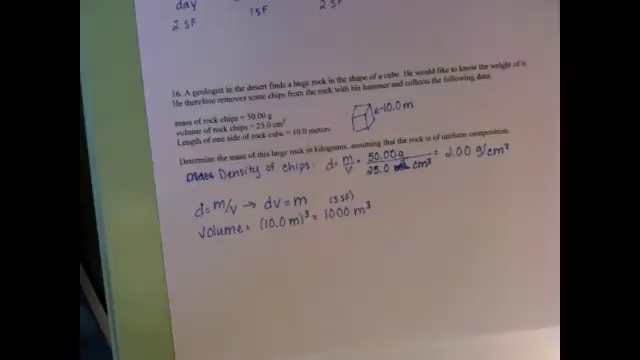 day
2 SF 1SF 2 SF
16. A geologist in the desert finds a huge rock in the shape of a cube. He would like to know the weight of it.
He therefore removes some chips from the rock with his hammer and collects the following data:
mass of rock chips = 50.00 g
volume of rock chips = 25.0 cm³
Length of one side of rock cube = 10.0 meters
←10.0 m
Determine the mass of this large rock in kilograms, assuming that the rock is of uniform composition.
Density of chips: d = m/V = 50.00g / 25.0 cm³ = 2.00 g/cm³
d = m/V → dV = m (3 SF)
Volume = (10.0 m)³ = 1000 m³